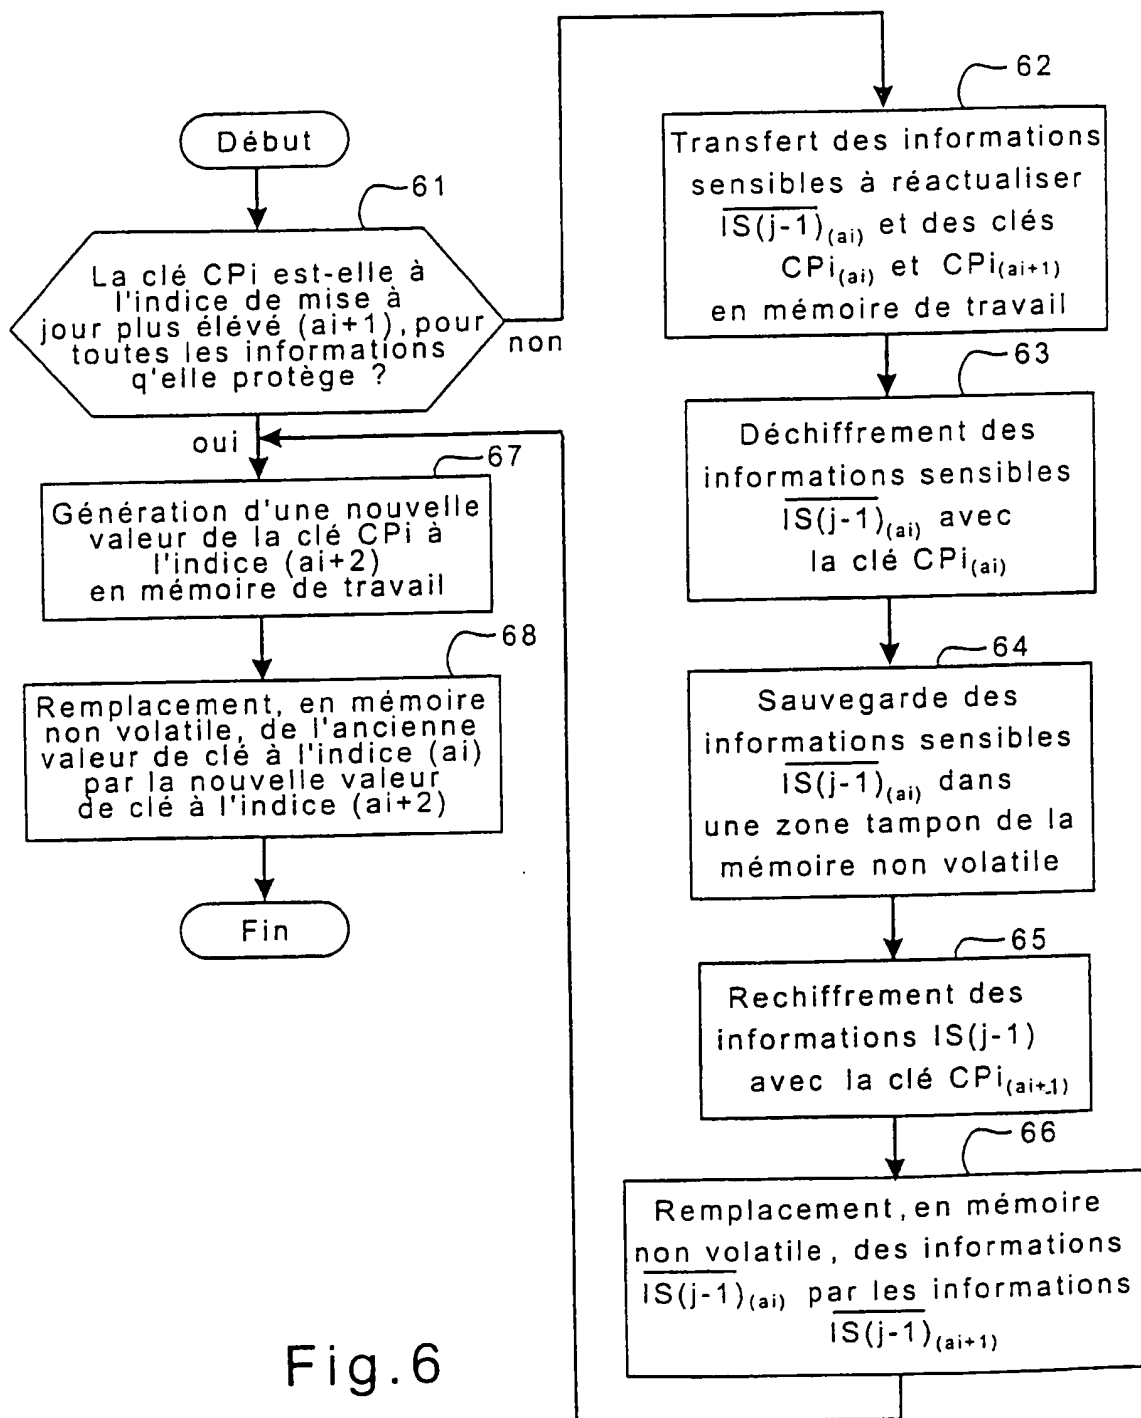 Début
61
La clé CPi est-elle à
l'indice de mise à
jour plus élévé (ai+1), pour
toutes les informations
qu'elle protège ?
non
oui
67
Génération d'une nouvelle
valeur de la clé CPi à
l'indice (ai+2)
en mémoire de travail
68
Remplacement, en mémoire
non volatile, de l'ancienne
valeur de clé à l'indice (ai)
par la nouvelle valeur
de clé à l'indice (ai+2)
Fin
62
Transfert des informations
sensibles à réactualiser
IS(j-1)(ai) et des clés
CPi(ai) et CPi(ai+1)
en mémoire de travail
63
Déchiffrement des
informations sensibles
IS(j-1)(ai) avec
la clé CPi(ai)
64
Sauvegarde des
informations sensibles
IS(j-1)(ai) dans
une zone tampon de la
mémoire non volatile
65
Rechiffrement des
informations IS(j-1)
avec la clé CPi(ai+1)
66
Remplacement, en mémoire
non volatile, des informations
IS(j-1)(ai) par les informations
IS(j-1)(ai+1)
Fig.6